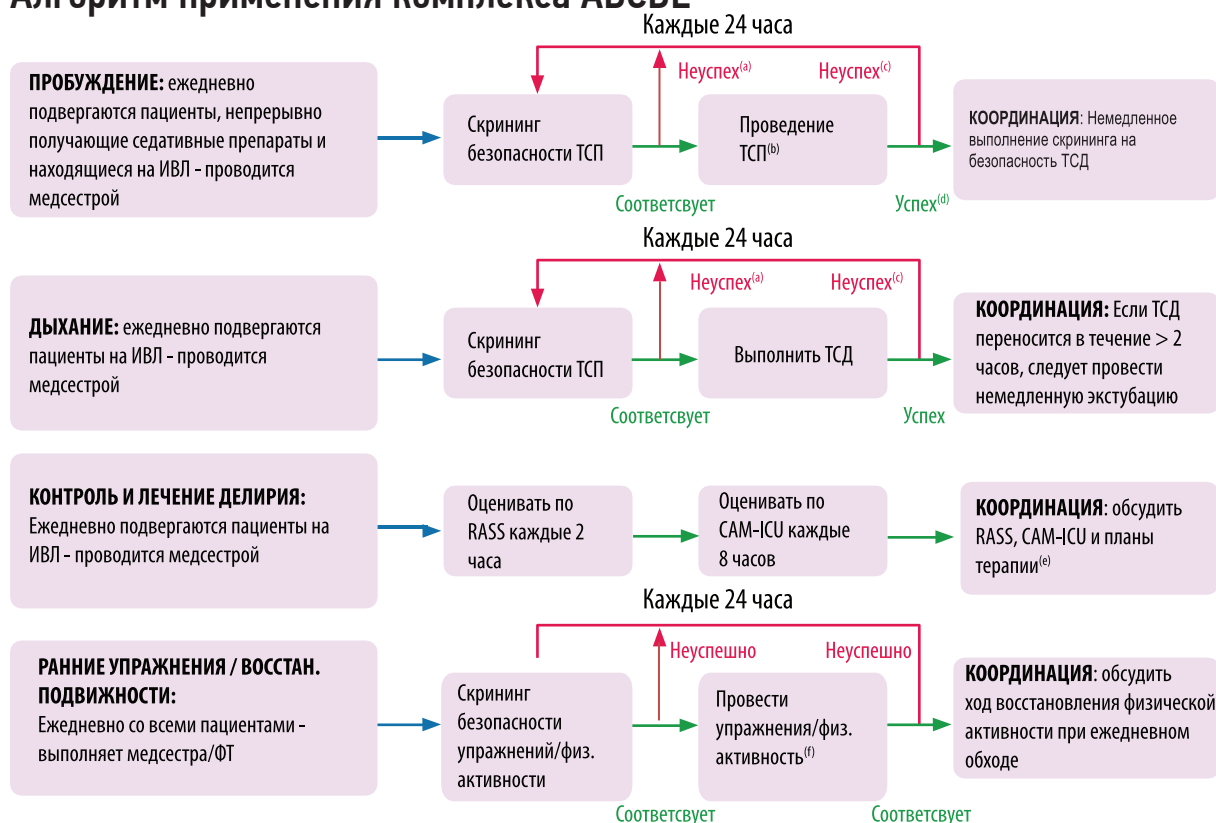 Алгоритм применения комплекса ABCDE
Каждые 24 часа
ПРОБУЖДЕНИЕ: ежедневно
подвергаются пациенты, непрерывно
получающие седативные препараты и
находящиеся на ИВЛ - проводится
медсестрой
Скрининг
безопасности ТСП
Неуспех(a)
Соответсвует
Проведение
ТСП(b)
Неуспех(c)
Успех(d)
КООРДИНАЦИЯ: Немедленное
выполнение скрининга на
безопасность ТСД
Каждые 24 часа
ДЫХАНИЕ: ежедневно подвергаются
пациенты на ИВЛ - проводится
медсестрой
Скрининг
безопасности ТСП
Неуспех(a)
Соответсвует
Выполнить ТСД
Неуспех(c)
Успех
КООРДИНАЦИЯ: Если ТСД
переносится в течение > 2
часов, следует провести
немедленную экстубацию
КОНТРОЛЬ И ЛЕЧЕНИЕ ДЕЛИРИЯ:
Ежедневно подвергаются пациенты на
ИВЛ - проводится медсестрой
Оценивать по
RASS каждые 2
часа
Оценивать по
CAM-ICU каждые
8 часов
КООРДИНАЦИЯ: обсудить
RASS, CAM-ICU и планы
терапии(e)
Каждые 24 часа
РАННИЕ УПРАЖНЕНИЯ / ВОССТАН.
ПОДВИЖНОСТИ:
Ежедневно со всеми пациентами -
выполняет медсестра/ФТ
Скрининг
безопасности
упражнений/физ.
активности
Неуспешно
Соответсвует
Провести
упражнения/физ.
активность(f)
Неуспешно
Соответсвует
КООРДИНАЦИЯ: обсудить
ход восстановления физической
активности при ежедневном
обходе